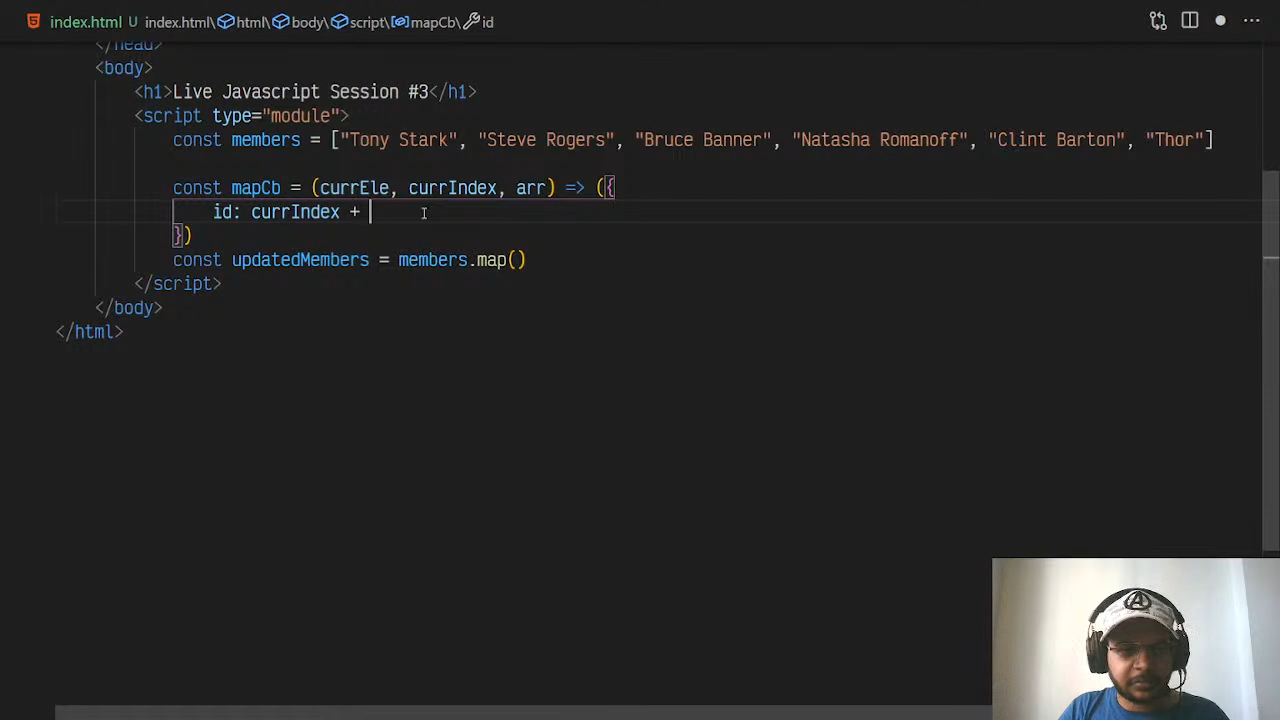 index.html U index.html\html\body\script\mapCb\id
</head>
<body>
<h1>Live Javascript Session #3</h1>
<script type="module">
const members = ["Tony Stark", "Steve Rogers", "Bruce Banner", "Natasha Romanoff", "Clint Barton", "Thor"]
const mapCb = (currEle, currIndex, arr) => ({
id: currIndex +
})
const updatedMembers = members.map()
</script>
</body>
</html>